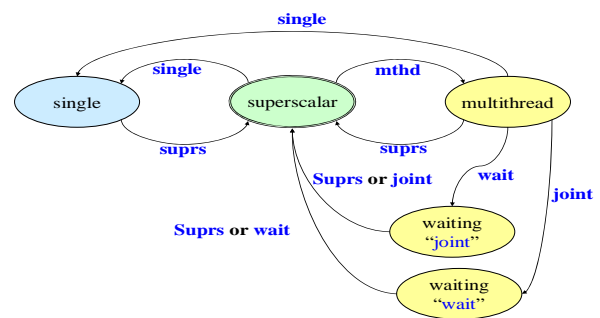 single
single
mthd
single
superscalar
multithread
suprs
suprs
Suprs or joint
wait
joint
Suprs or wait
waiting
“joint”
waiting
“wait”